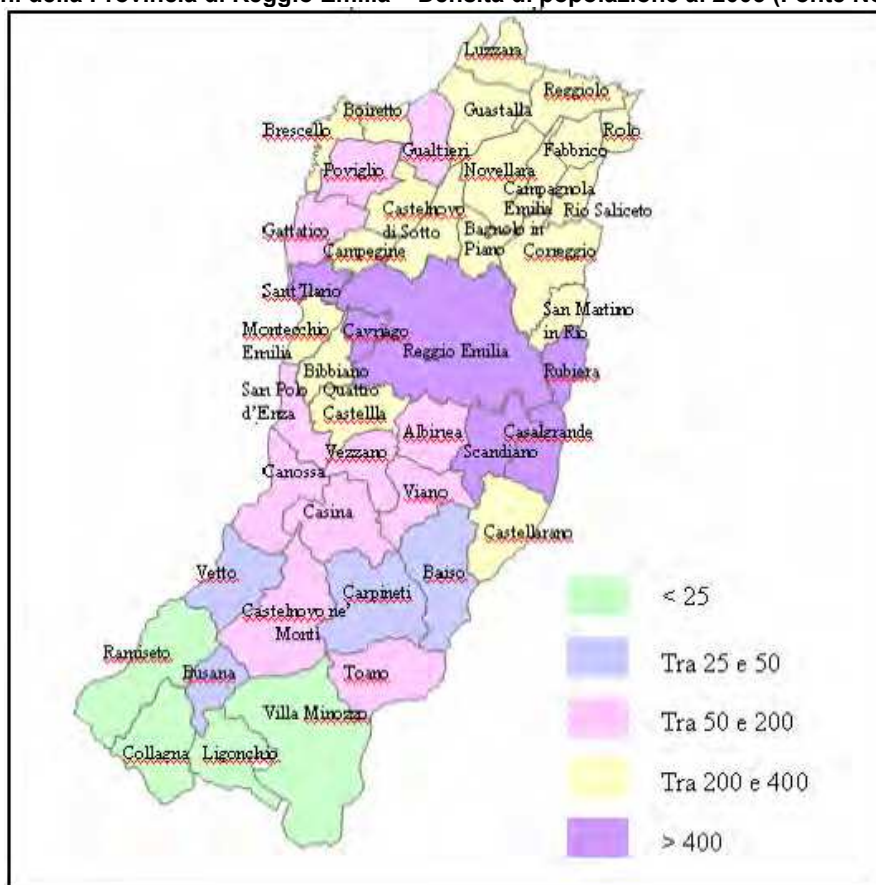 della Provincia di Reggio Emilia – Densità di popolazione al (Fonte
Luzzara
Reggiolo
Boiretto
Guastalla
Brescello
Rolo
Gualtieri
Fabbrico
Poviglio
Novellara
Campagnola
Emilia
Castelnovo
di Sotto
Rio Saliceto
Gattatico
Bagnolo in
Piano
Campegine
Correggio
Sant'Ilario
San Martino
in Rio
Montecchio
Emilia
Cavriago
Reggio Emilia
Bibbiano
Rubiera
San Polo
d'Enza
Quattro
Castellla
Albinea
Casalgrande
Vezzano
Scandiano
Canossa
Viano
Casina
Castellarano
Vetto
Baiso
Carpineti
Castelnovo ne'
Monti
Ramiseto
Busana
Toano
Villa Minozzo
Collagna
Ligonchio
< 25
Tra 25 e 50
Tra 50 e 200
Tra 200 e 400
> 400